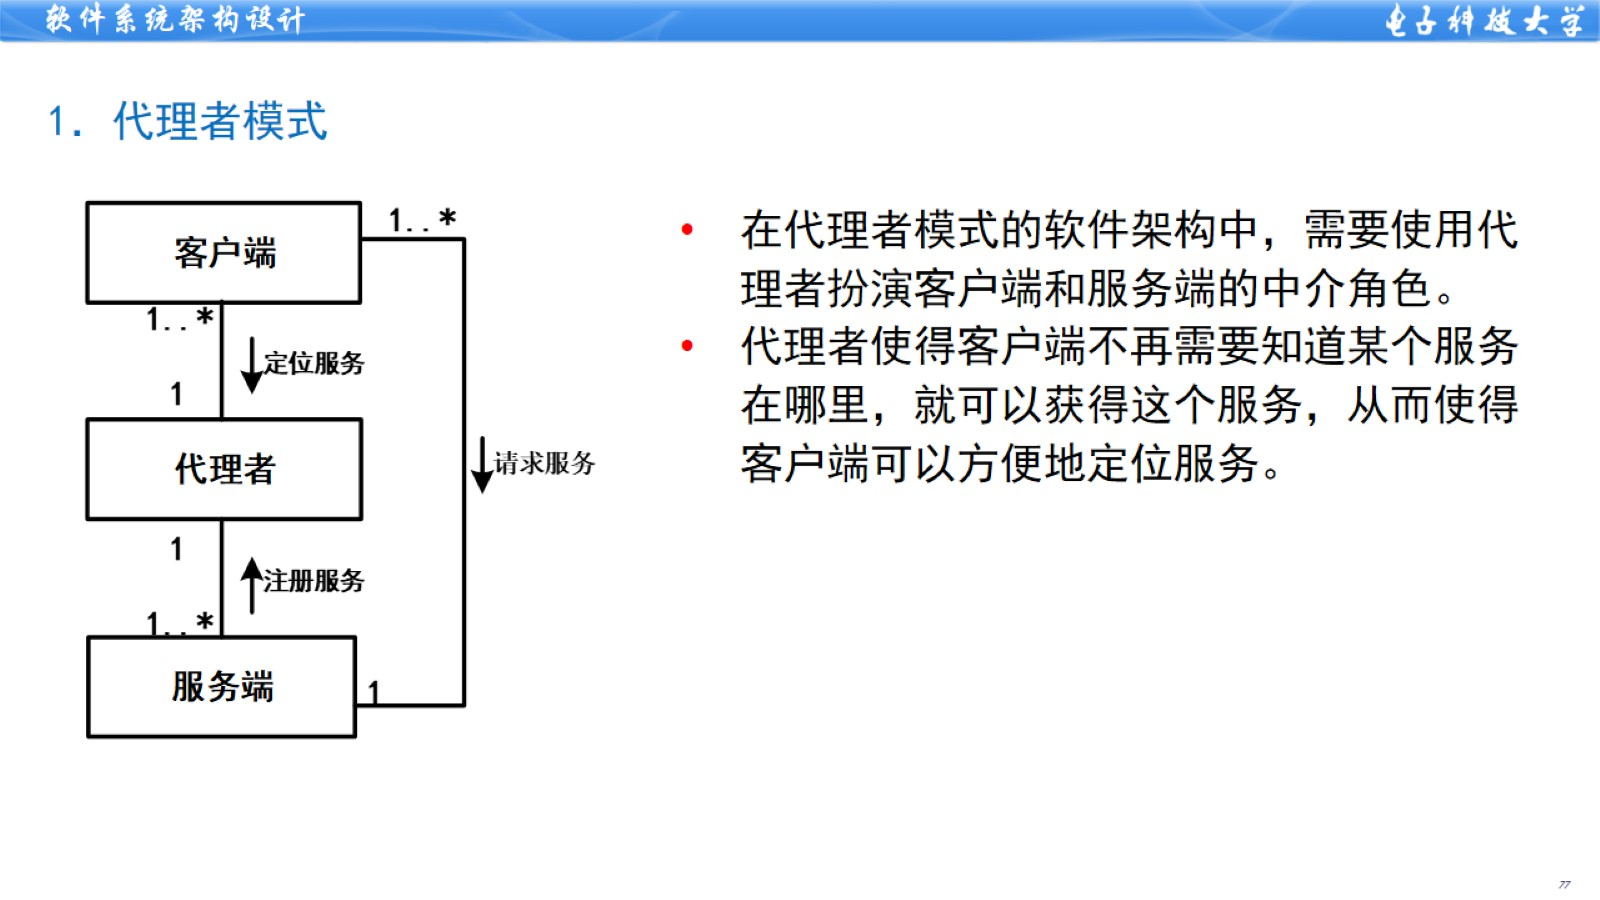 软件系统架构设计
电子科技大学
1. 代理者模式
客户端
1..*
1..*
定位服务
1
代理者
请求服务
1
注册服务
1..*
服务端
1
• 在代理者模式的软件架构中，需要使用代
理者扮演客户端和服务端的中介角色。
• 代理者使得客户端不再需要知道某个服务
在哪里，就可以获得这个服务，从而使得
客户端可以方便地定位服务。
77